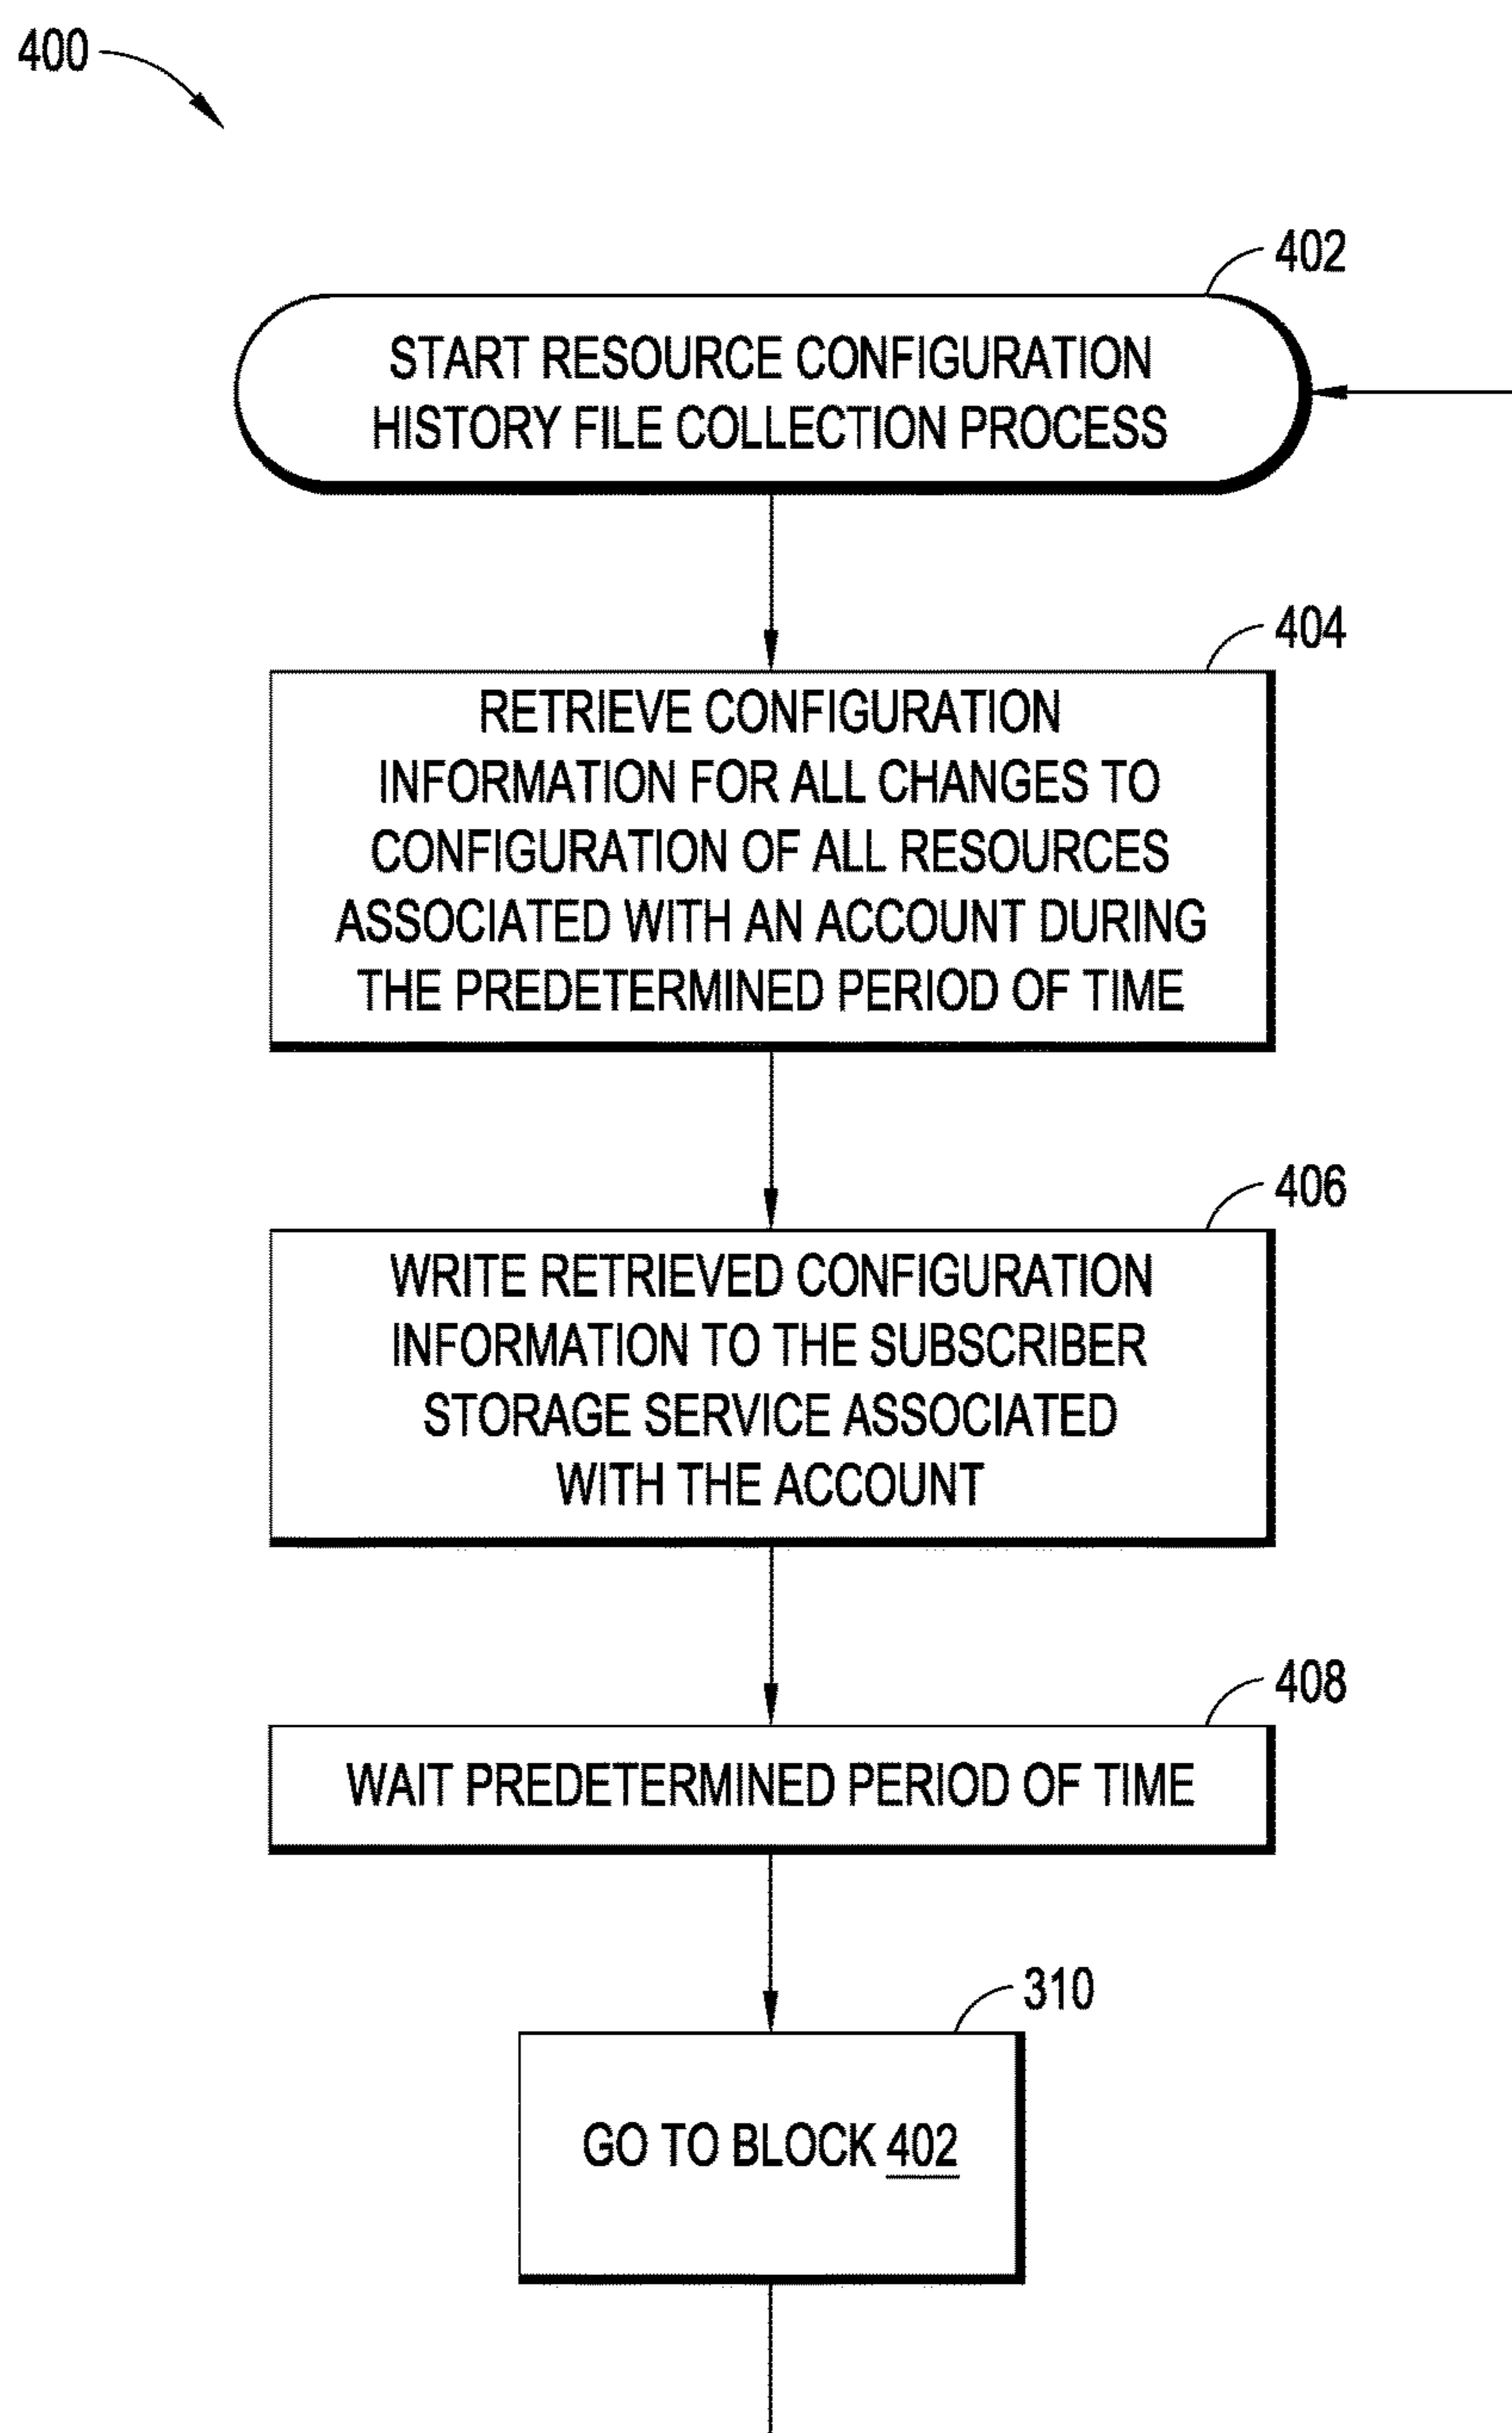 400
402
START RESOURCE CONFIGURATION
HISTORY FILE COLLECTION PROCESS
404
RETRIEVE CONFIGURATION
INFORMATION FOR ALL CHANGES TO
CONFIGURATION OF ALL RESOURCES
ASSOCIATED WITH AN ACCOUNT DURING
THE PREDETERMINED PERIOD OF TIME
406
WRITE RETRIEVED CONFIGURATION
INFORMATION TO THE SUBSCRIBER
STORAGE SERVICE ASSOCIATED
WITH THE ACCOUNT
408
WAIT PREDETERMINED PERIOD OF TIME
310
GO TO BLOCK 402